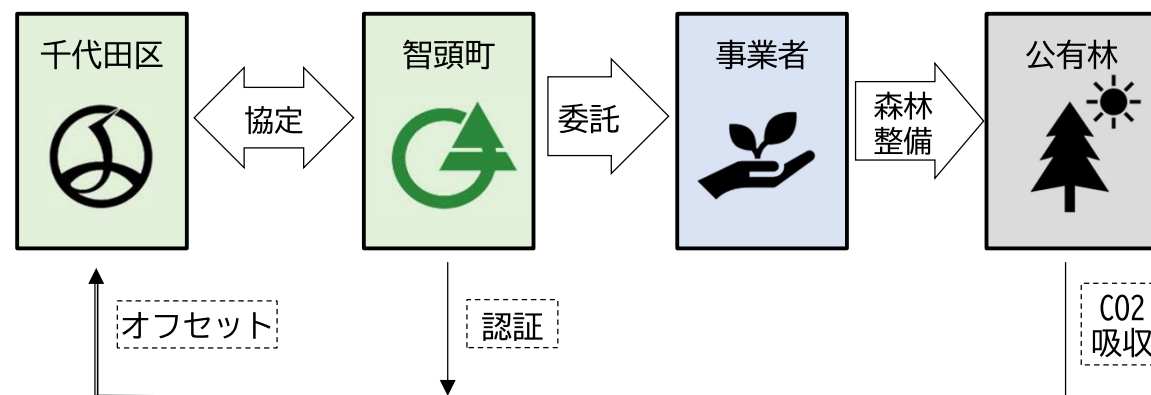 千代田区
協定
智頭町
委託
事業者
森林
整備
公有林
オフセット
認証
CO2
吸収